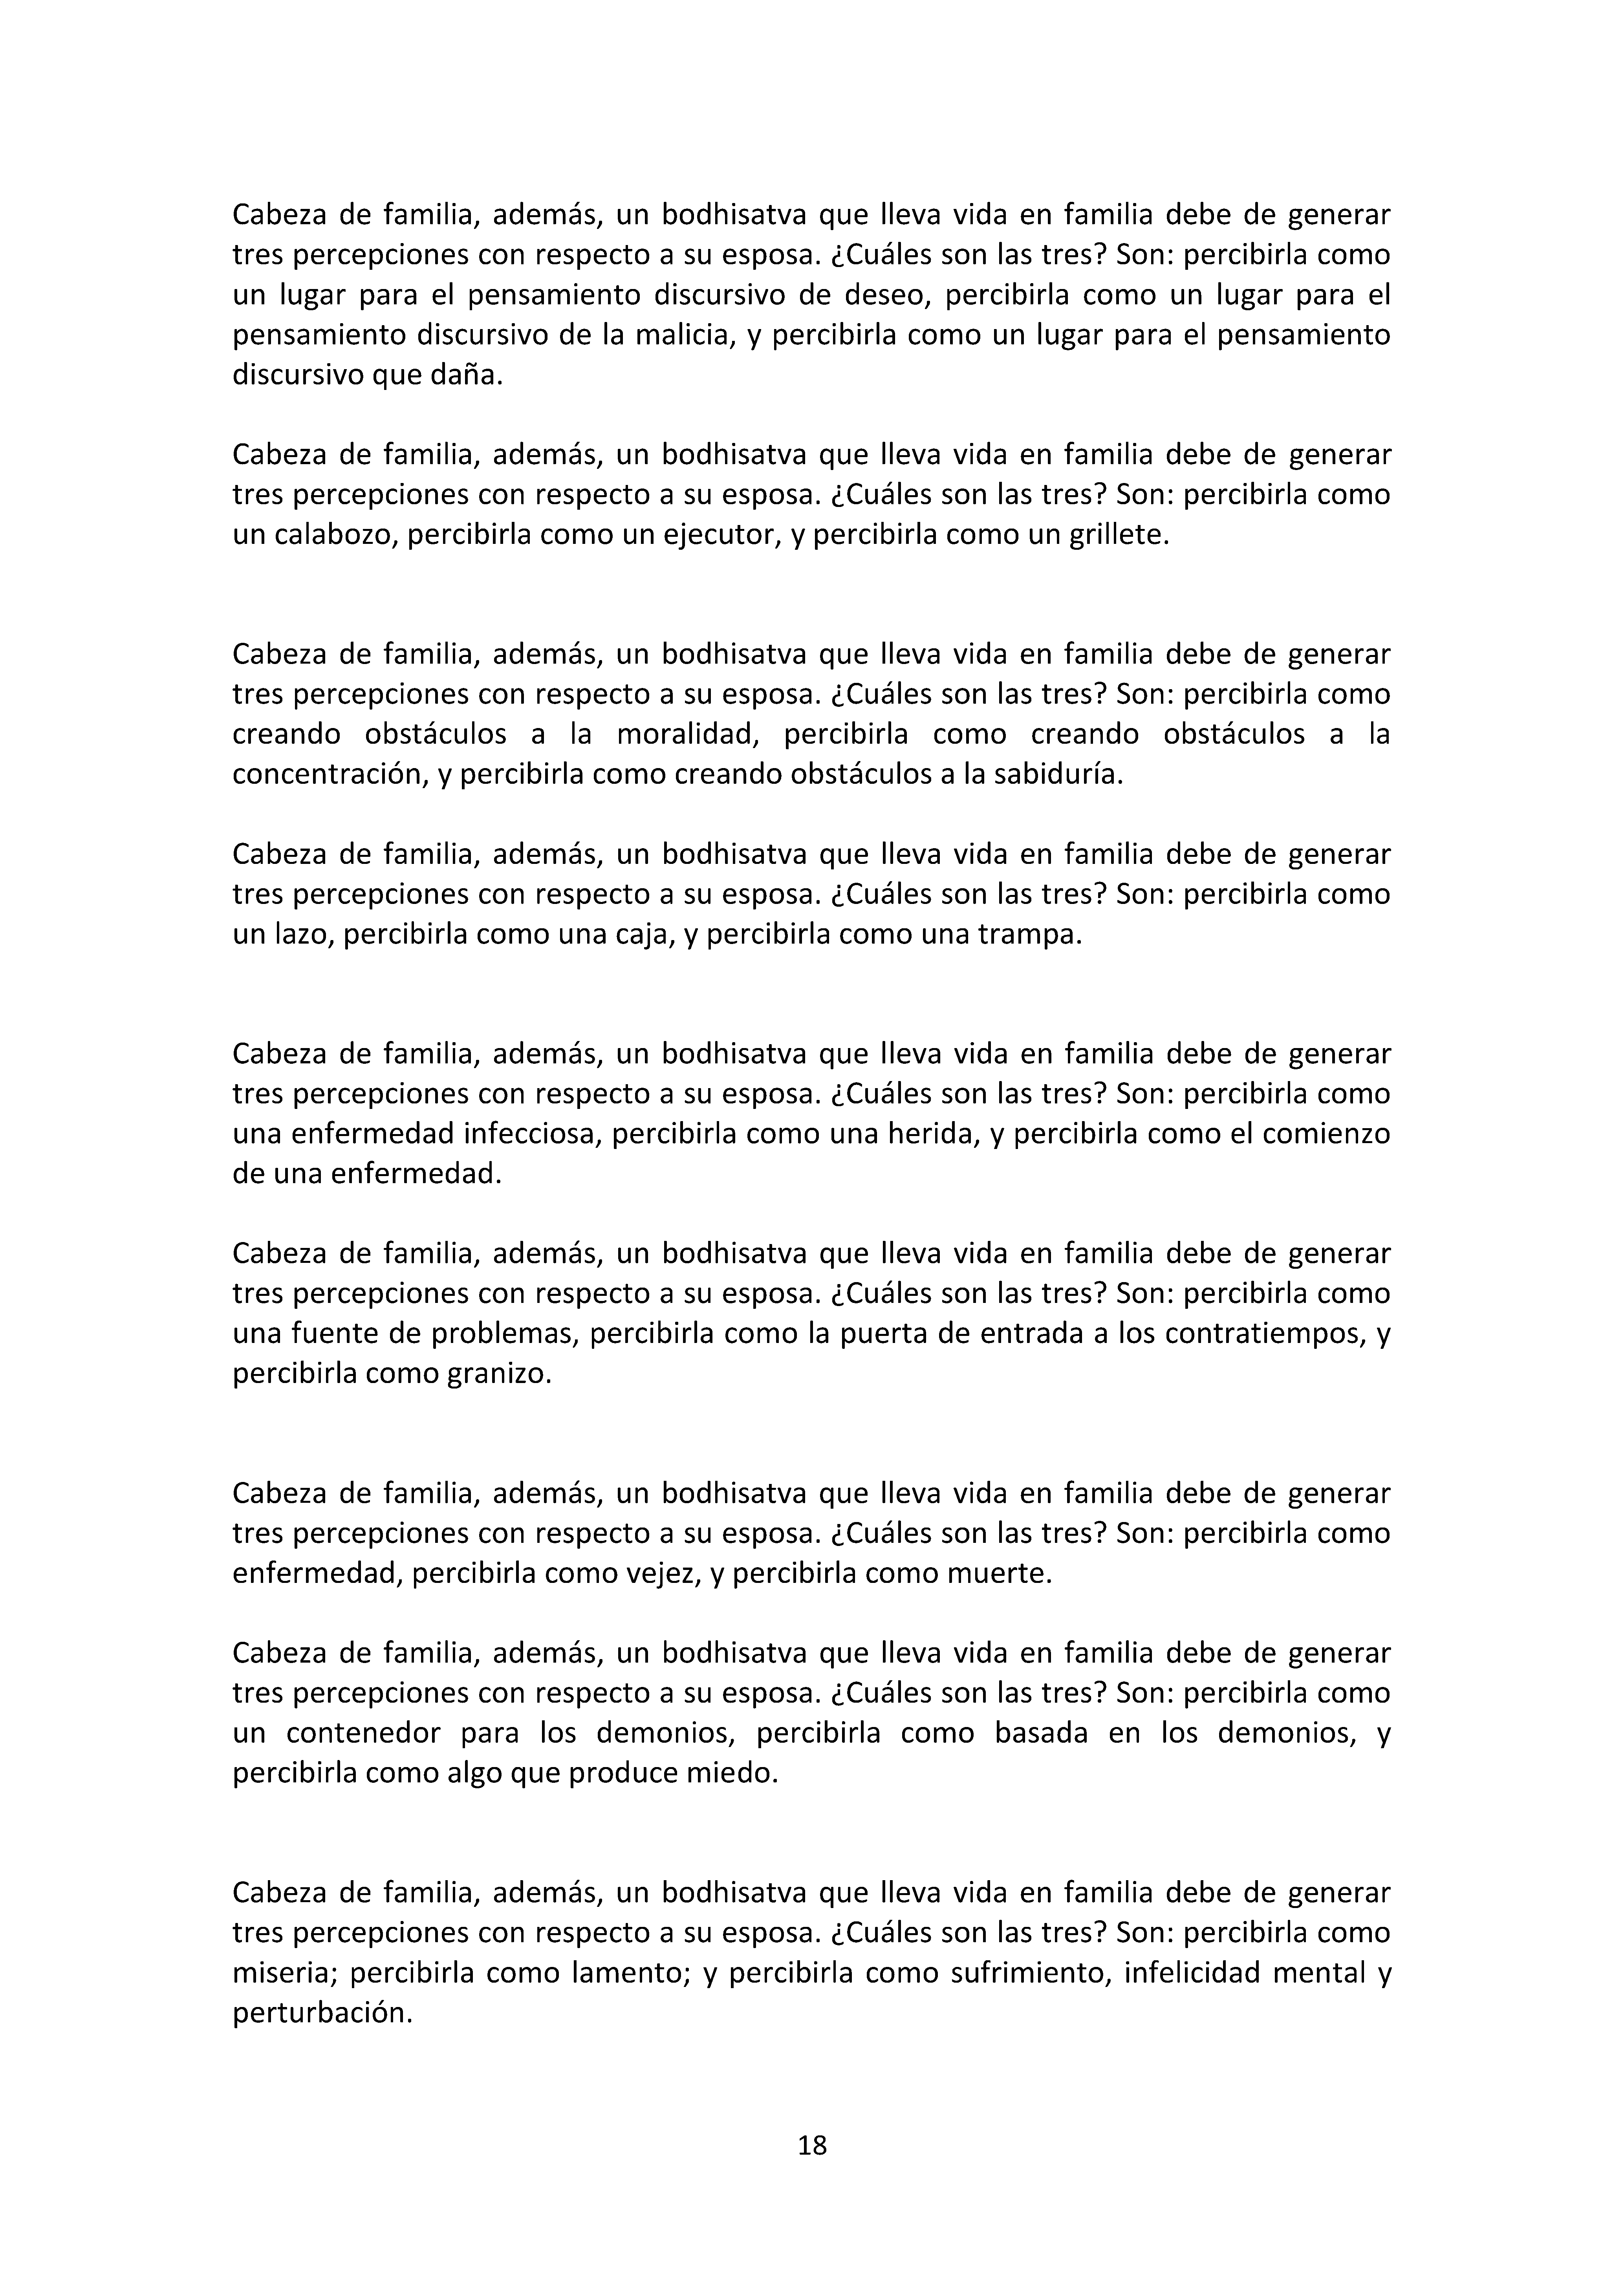 Cabeza de familia, además, un bodhisatva que lleva vida en familia debe de generar
tres percepciones con respecto a su esposa. ¿Cuáles son las tres? Son: percibirla como
un lugar para el pensamiento discursivo de deseo, percibirla como un lugar para el
pensamiento discursivo de la malicia, y percibirla como un lugar para el pensamiento
discursivo que daña.
Cabeza de familia, además, un bodhisatva que lleva vida en familia debe de generar
tres percepciones con respecto a su esposa. ¿Cuáles son las tres? Son: percibirla como
un calabozo, percibirla como un ejecutor, y percibirla como un grillete.
Cabeza de familia, además, un bodhisatva que lleva vida en familia debe de generar
tres percepciones con respecto a su esposa. ¿Cuáles son las tres? Son: percibirla como
creando obstáculos a la moralidad, percibirla como creando obstáculos a la
concentración, y percibirla como creando obstáculos a la sabiduría.
Cabeza de familia, además, un bodhisatva que lleva vida en familia debe de generar
tres percepciones con respecto a su esposa. ¿Cuáles son las tres? Son: percibirla como
un lazo, percibirla como una caja, y percibirla como una trampa.
Cabeza de familia, además, un bodhisatva que lleva vida en familia debe de generar
tres percepciones con respecto a su esposa. ¿Cuáles son las tres? Son: percibirla como
una enfermedad infecciosa, percibirla como una herida, y percibirla como el comienzo
de una enfermedad.
Cabeza de familia, además, un bodhisatva que lleva vida en familia debe de generar
tres percepciones con respecto a su esposa. ¿Cuáles son las tres? Son: percibirla como
una fuente de problemas, percibirla como la puerta de entrada a los contratiempos, y
percibirla como granizo.
Cabeza de familia, además, un bodhisatva que lleva vida en familia debe de generar
tres percepciones con respecto a su esposa. ¿Cuáles son las tres? Son: percibirla como
enfermedad, percibirla como vejez, y percibirla como muerte.
Cabeza de familia, además, un bodhisatva que lleva vida en familia debe de generar
tres percepciones con respecto a su esposa. ¿Cuáles son las tres? Son: percibirla como
un contenedor para los demonios, percibirla como basada en los demonios, y
percibirla como algo que produce miedo.
Cabeza de familia, además, un bodhisatva que lleva vida en familia debe de generar
tres percepciones con respecto a su esposa. ¿Cuáles son las tres? Son: percibirla como
miseria; percibirla como lamento; y percibirla como sufrimiento, infelicidad mental y
perturbación.
18